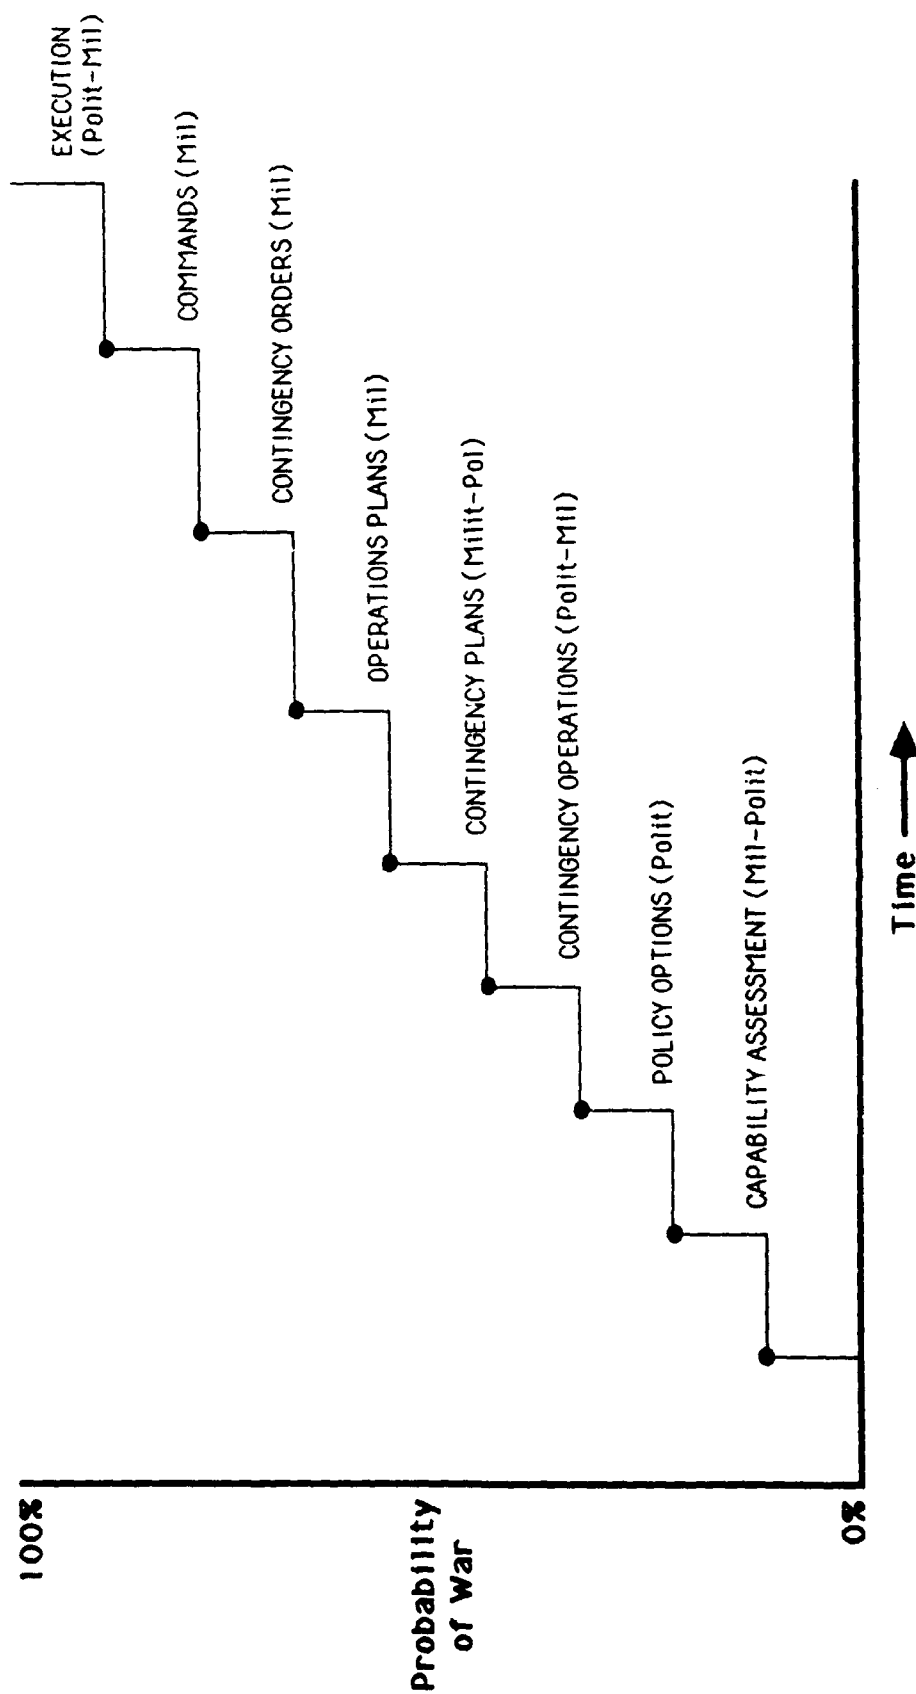 100%
Probability
of War
0%
EXECUTION
(Polit-Mil)
COMMANDS (Mil)
CONTINGENCY ORDERS (Mil)
OPERATIONS PLANS (Mil)
CONTINGENCY PLANS (Milit-Pol)
CONTINGENCY OPERATIONS (Polit-Mil)
POLICY OPTIONS (Polit)
CAPABILITY ASSESSMENT (Mil-Polit)
Time